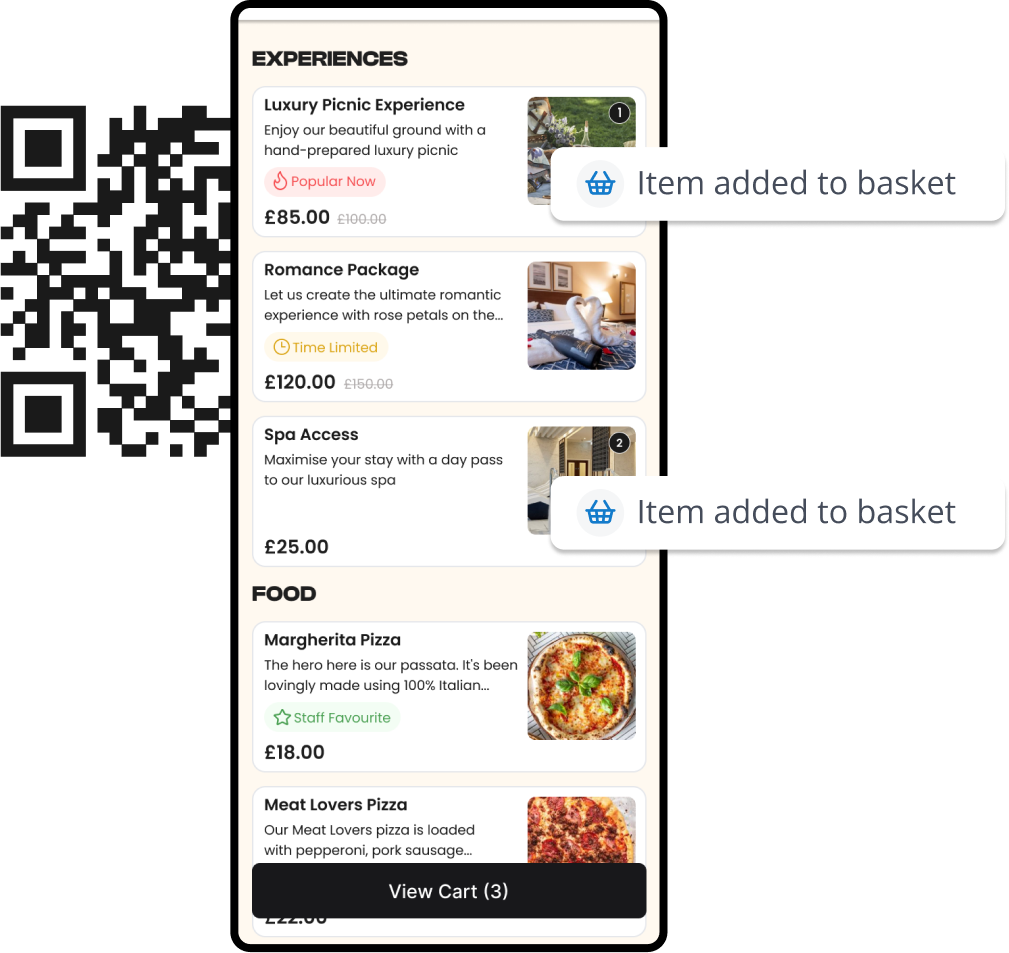 EXPERIENCES
Luxury Picnic Experience
1
Enjoy our beautiful ground with a
hand-prepared luxury picnic
Item added to basket
Popular Now
£85.00 £100.00
Romance Package
Let us create the ultimate romantic
experience with rose petals on the...
Time Limited
£120.00 £150.00
Spa Access
2
Maximise your stay with a day pass
to our luxurious spa
Item added to basket
£25.00
FOOD
Margherita Pizza
The hero here is our passata. It's been
lovingly made using 100% Italian...
Staff Favourite
£18.00
Meat Lovers Pizza
Our Meat Lovers pizza is loaded
with pepperoni, pork sausage...
View Cart (3)
£22.00